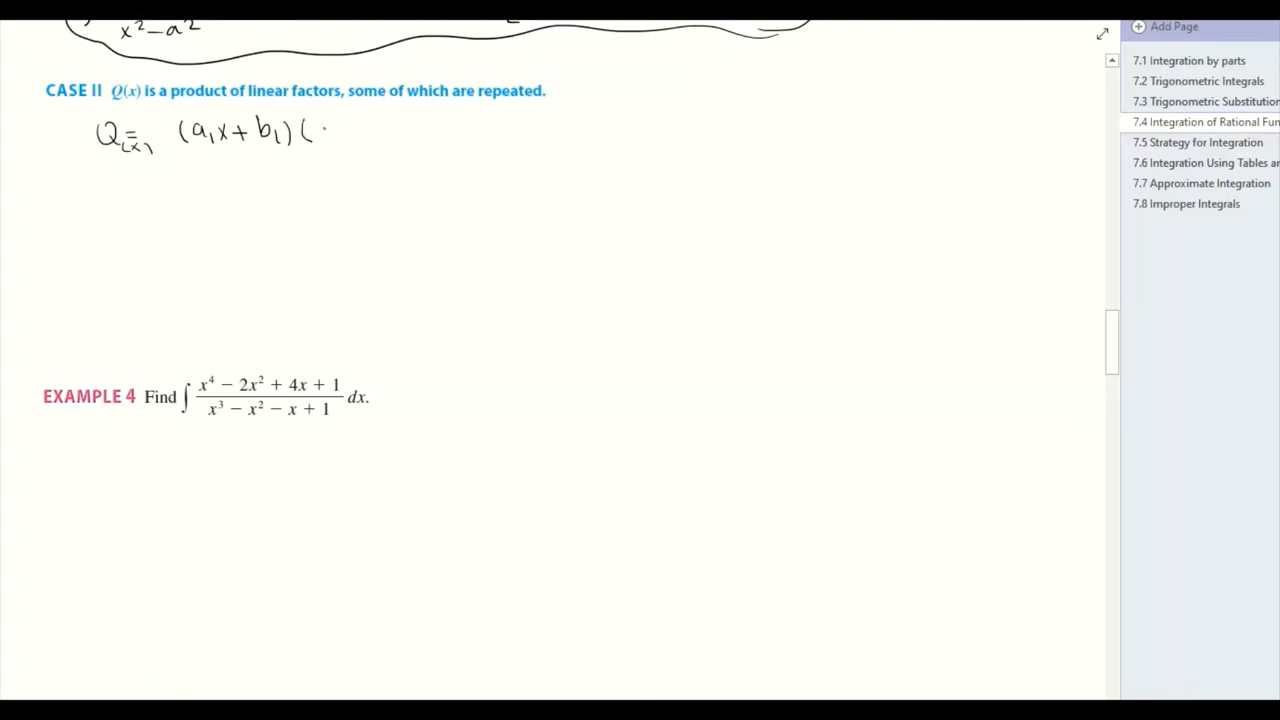 x² - a²
CASE II Q(x) is a product of linear factors, some of which are repeated.
Q(x) = (a₁x + b₁)(
EXAMPLE 4 Find ∫ (x⁴ − 2x² + 4x + 1)/(x³ − x² − x + 1) dx.
Add Page
7.1 Integration by parts
7.2 Trigonometric Integrals
7.3 Trigonometric Substitutio
7.4 Integration of Rational Fun
7.5 Strategy for Integration
7.6 Integration Using Tables ar
7.7 Approximate Integration
7.8 Improper Integrals